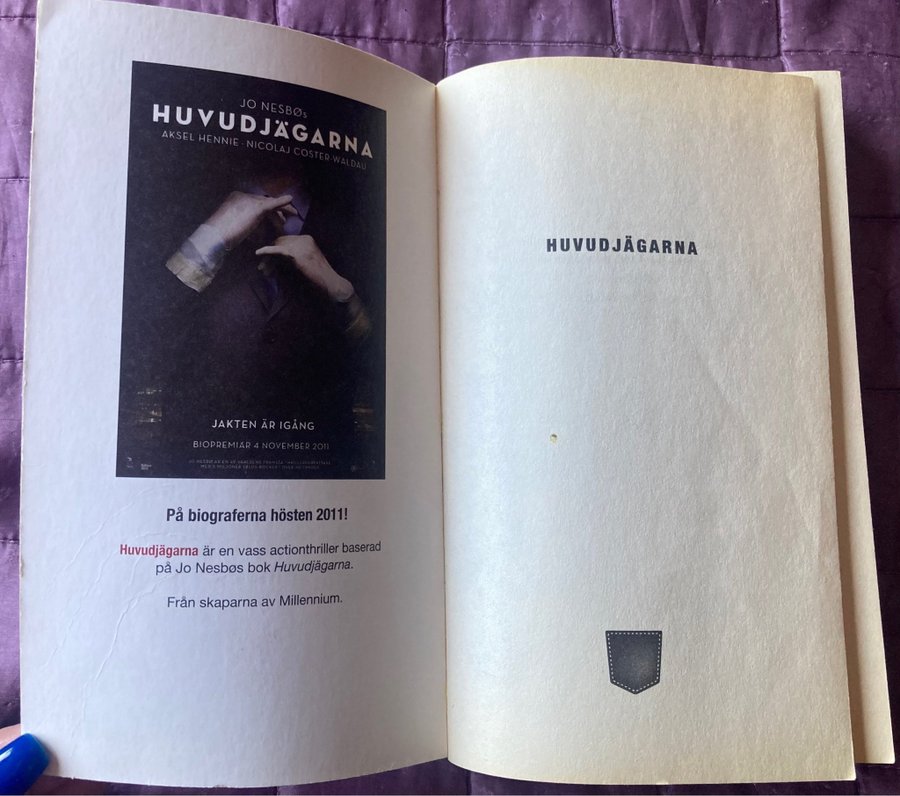 JO NESBØs
HUVUDJÄGARNA
AKSEL HENNIE · NICOLAJ COSTER-WALDAU
JAKTEN ÄR IGÅNG
BIOPREMIÄR 4 NOVEMBER 2011
På biograferna hösten 2011!
Huvudjägarna är en vass actionthriller baserad
på Jo Nesbøs bok Huvudjägarna.
Från skaparna av Millennium.
HUVUDJÄGARNA